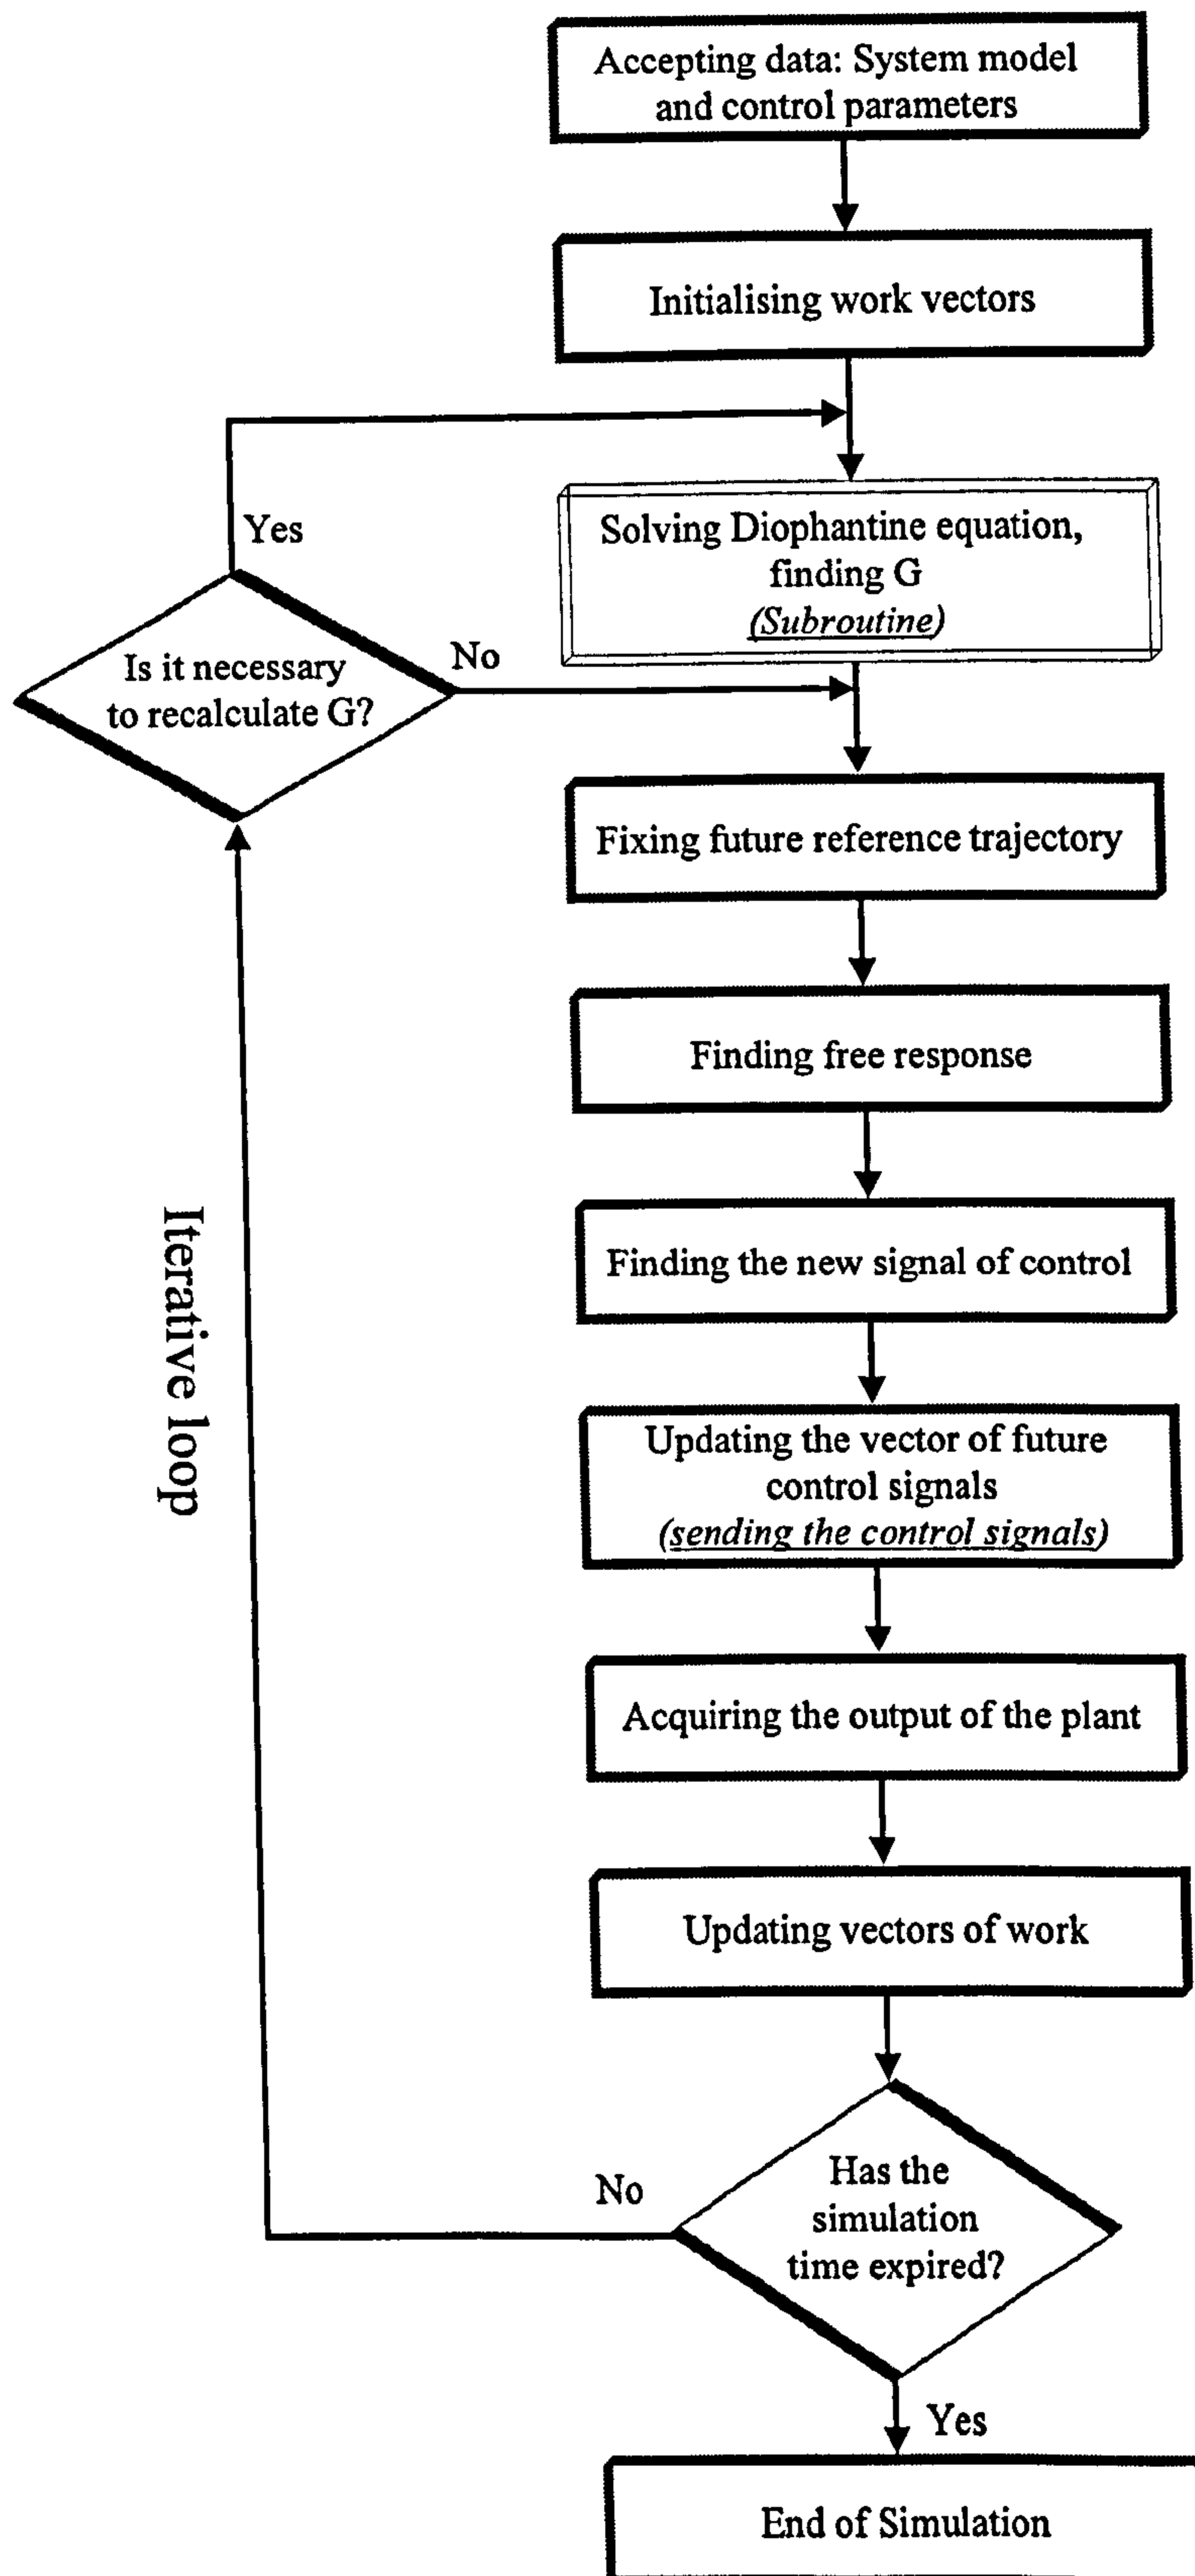 Accepting data: System model
and control parameters
Initialising work vectors
Yes
Solving Diophantine equation,
finding G
(Subroutine)
Is it necessary
to recalculate G?
No
Fixing future reference trajectory
Finding free response
Finding the new signal of control
Iterative loop
Updating the vector of future
control signals
(sending the control signals)
Acquiring the output of the plant
Updating vectors of work
No
Has the
simulation
time expired?
Yes
End of Simulation